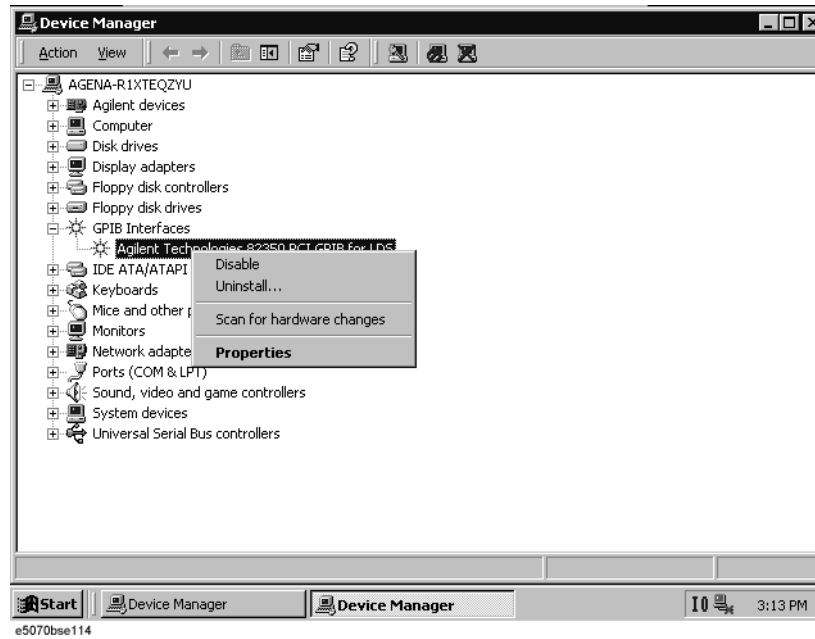 Device Manager
Action View
AGENA-R1XTEQZYU
Agilent devices
Computer
Disk drives
Display adapters
Floppy disk controllers
Floppy disk drives
GPIB Interfaces
Agilent Technologies 82350 PCI GPIB for LDS
Disable
IDE ATA/ATAPI
Uninstall...
Keyboards
Mice and other
Scan for hardware changes
Monitors
Network adapte
Properties
Ports (COM & LPT)
Sound, video and game controllers
System devices
Universal Serial Bus controllers
Start Device Manager Device Manager IO 3:13 PM
e5070bse114